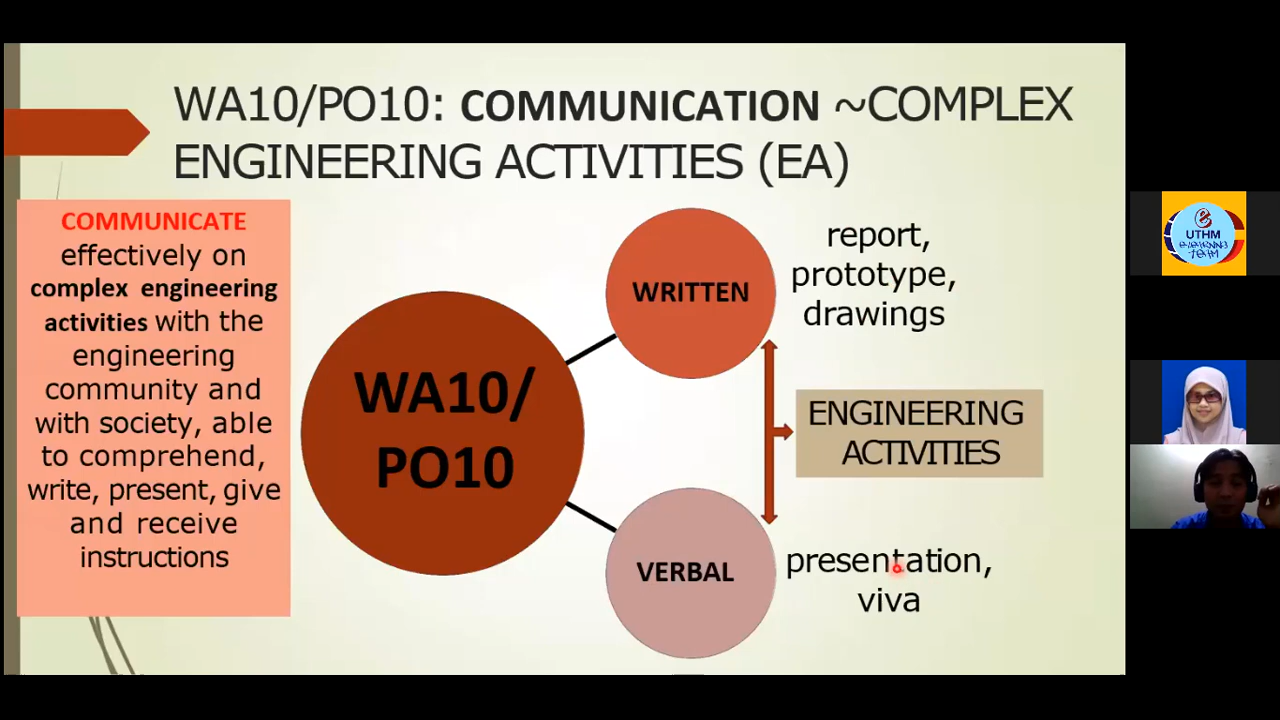 WA10/PO10: COMMUNICATION ~COMPLEX
ENGINEERING ACTIVITIES (EA)
COMMUNICATE
effectively on
complex engineering
activities with the
engineering
community and
with society, able
to comprehend,
write, present, give
and receive
instructions
WA10/
PO10
WRITTEN
report,
prototype,
drawings
ENGINEERING
ACTIVITIES
VERBAL
presentation,
viva
e
UTHM
e-LEARNING
TEAM